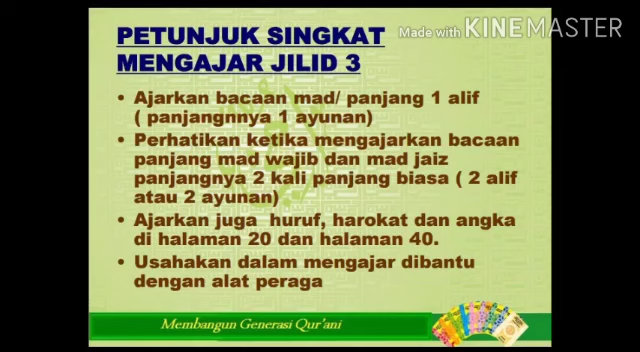 PETUNJUK SINGKAT
MENGAJAR JILID 3
Made with KINEMASTER
• Ajarkan bacaan mad/ panjang 1 alif
( panjangnnya 1 ayunan)
• Perhatikan ketika mengajarkan bacaan
panjang mad wajib dan mad jaiz
panjangnya 2 kali panjang biasa ( 2 alif
atau 2 ayunan)
• Ajarkan juga huruf, harokat dan angka
di halaman 20 dan halaman 40.
• Usahakan dalam mengajar dibantu
dengan alat peraga
Membangun Generasi Qur'ani